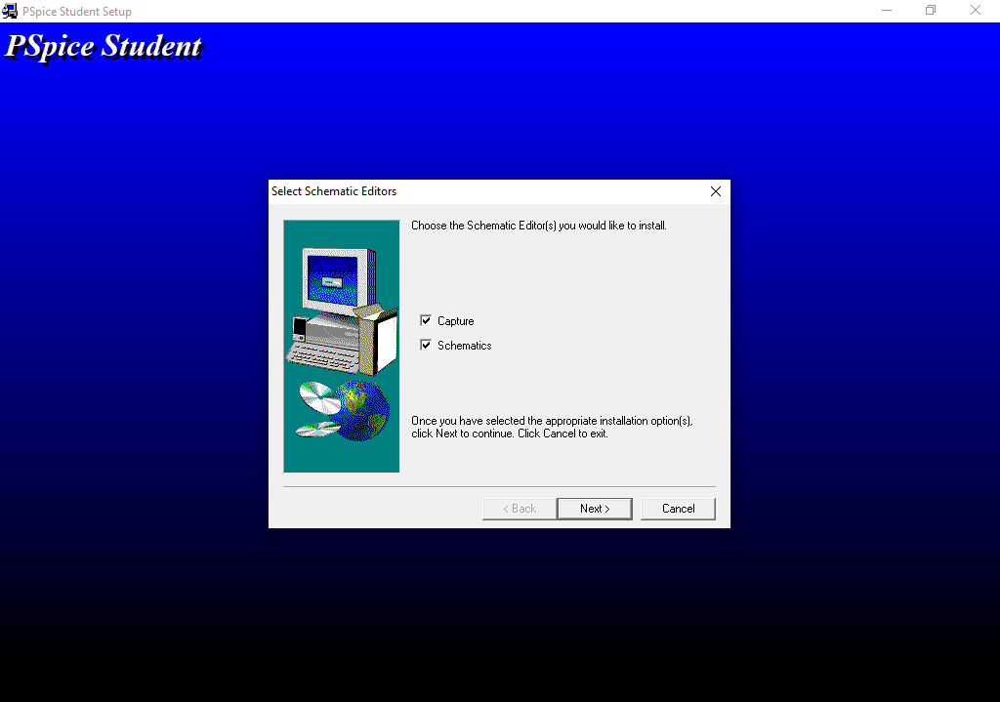 PSpice Student Setup
PSpice Student
Select Schematic Editors
Choose the Schematic Editor(s) you would like to install.
Capture
Schematics
Once you have selected the appropriate installation option(s),
click Next to continue. Click Cancel to exit.
< Back
Next >
Cancel